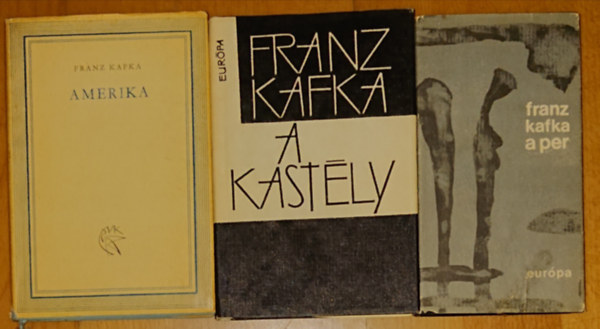 FRANZ KAFKA
AMERIKA
EURÓPA
FRANZ
KAFKA
A
KASTÉLY
franz
kafka
a per
európa